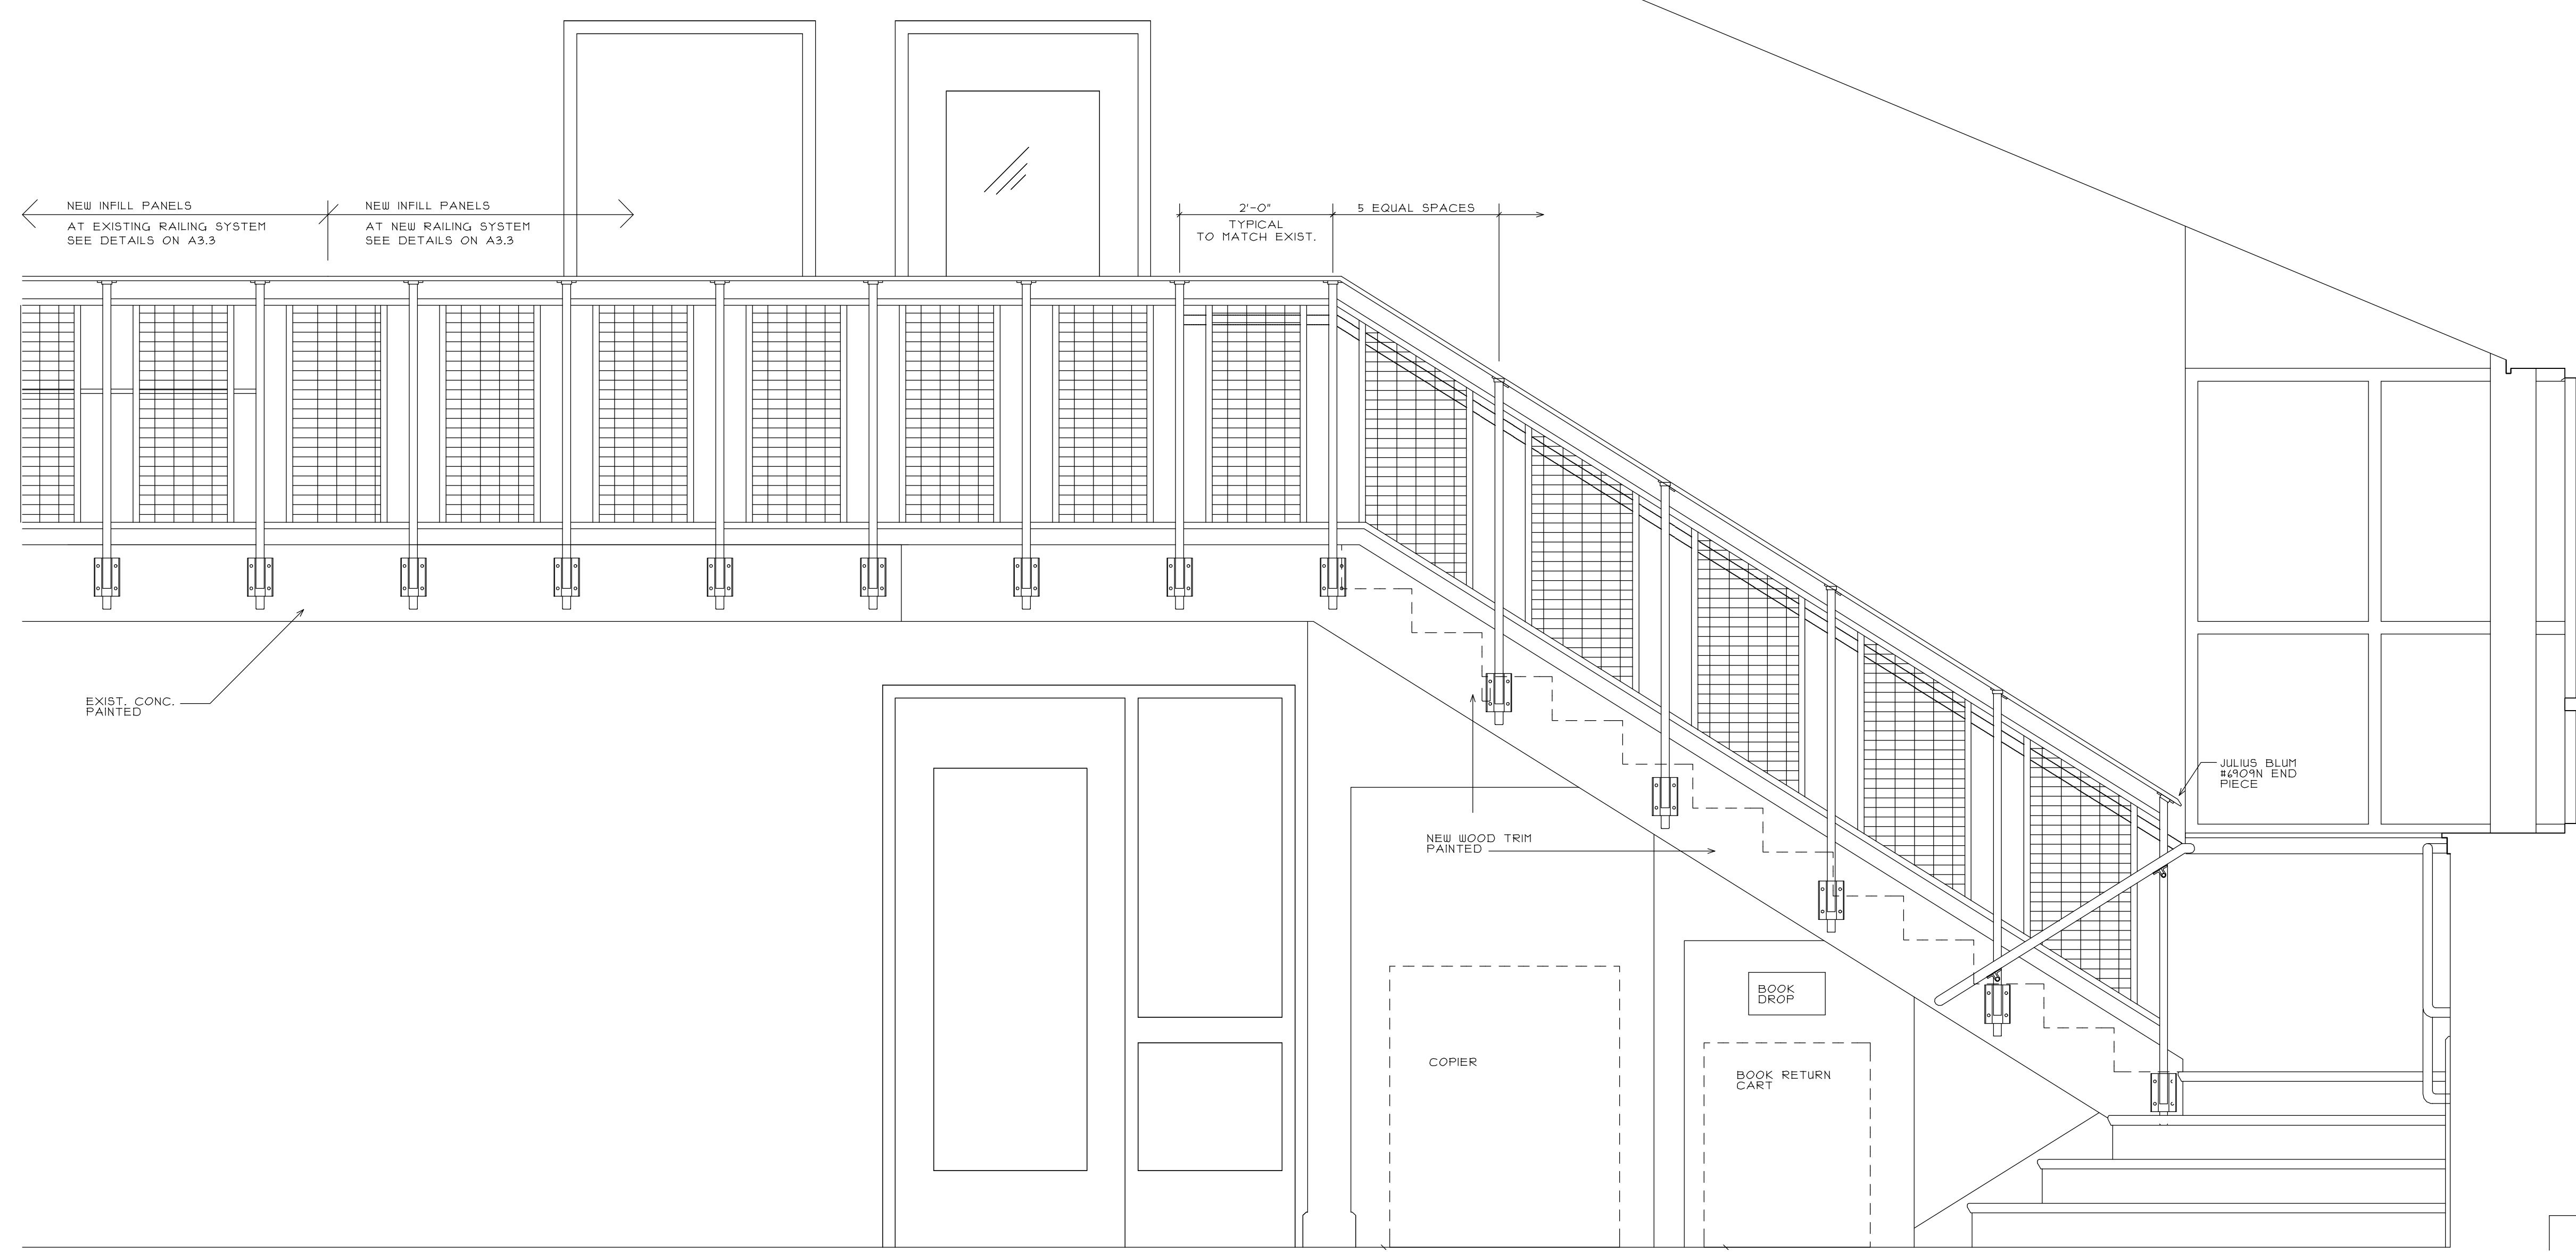 NEW INFILL PANELS
AT EXISTING RAILING SYSTEM
SEE DETAILS ON A3.3
NEW INFILL PANELS
AT NEW RAILING SYSTEM
SEE DETAILS ON A3.3
2'-0"
TYPICAL
TO MATCH EXIST.
5 EQUAL SPACES
EXIST. CONC.
PAINTED
JULIUS BLUM
#6909N END
PIECE
NEW WOOD TRIM
PAINTED
BOOK
DROP
COPIER
BOOK RETURN
CART